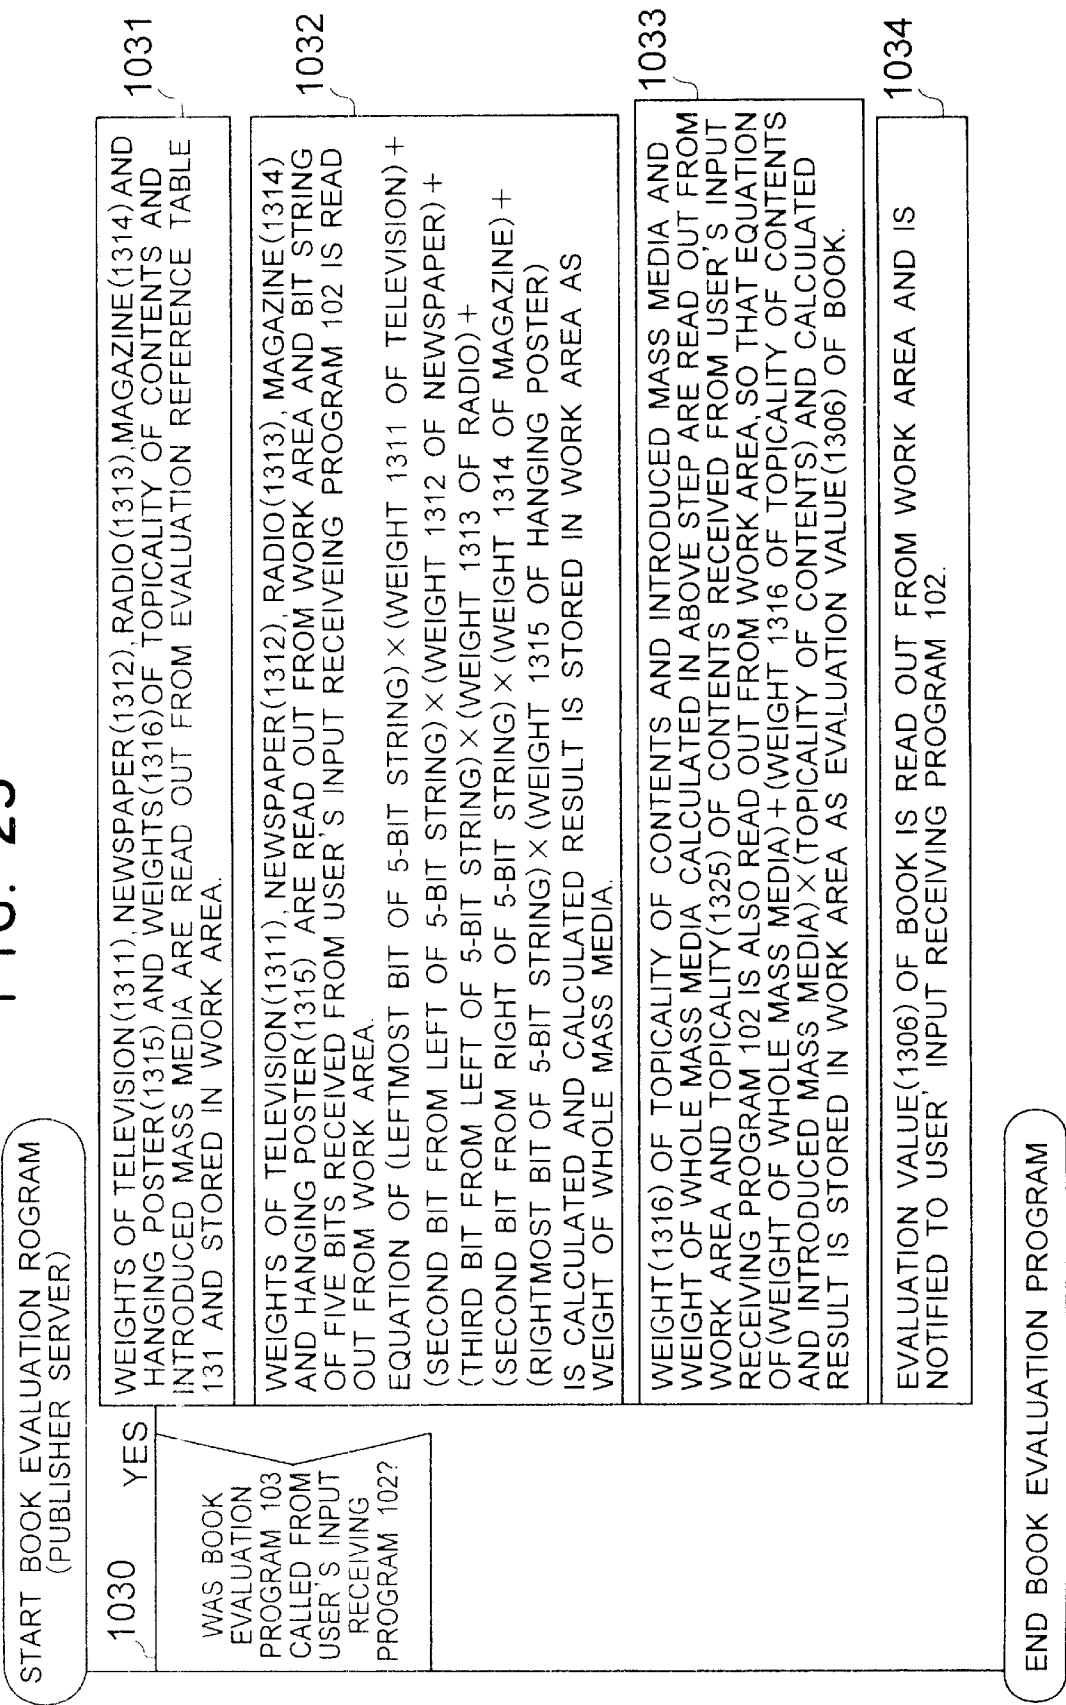 FIG. 25
START BOOK EVALUATION ROGRAM
(PUBLISHER SERVER)
1030
YES
WAS BOOK
EVALUATION
PROGRAM 103
CALLED FROM
USER'S INPUT
RECEIVING
PROGRAM 102?
1031
WEIGHTS OF TELEVISION(1311), NEWSPAPER(1312), RADIO(1313), MAGAZINE(1314)AND
HANGING POSTER(1315) AND WEIGHTS(1316)OF TOPICALITY OF CONTENTS AND
INTRODUCED MASS MEDIA ARE READ OUT FROM EVALUATION REFERENCE TABLE
131 AND STORED IN WORK AREA.
1032
WEIGHTS OF TELEVISION(1311), NEWSPAPER(1312), RADIO(1313), MAGAZINE(1314)
AND HANGING POSTER(1315) ARE READ OUT FROM WORK AREA AND BIT STRING
OF FIVE BITS RECEIVED FROM USER'S INPUT RECEIVEING PROGRAM 102 IS READ
OUT FROM WORK AREA.
EQUATION OF (LEFTMOST BIT OF 5-BIT STRING)×(WEIGHT 1311 OF TELEVISION)+
(SECOND BIT FROM LEFT OF 5-BIT STRING)×(WEIGHT 1312 OF NEWSPAPER)+
(THIRD BIT FROM LEFT OF 5-BIT STRING)×(WEIGHT 1313 OF RADIO)+
(SECOND BIT FROM RIGHT OF 5-BIT STRING)×(WEIGHT 1314 OF MAGAZINE)+
(RIGHTMOST BIT OF 5-BIT STRING)×(WEIGHT 1315 OF HANGING POSTER)
IS CALCULATED AND CALCULATED RESULT IS STORED IN WORK AREA AS
WEIGHT OF WHOLE MASS MEDIA.
1033
WEIGHT(1316) OF TOPICALITY OF CONTENTS AND INTRODUCED MASS MEDIA AND
WEIGHT OF WHOLE MASS MEDIA CALCULATED IN ABOVE STEP ARE READ OUT FROM
WORK AREA AND TOPICALITY(1325) OF CONTENTS RECEIVED FROM USER'S INPUT
RECEIVING PROGRAM 102 IS ALSO READ OUT FROM WORK AREA, SO THAT EQUATION
OF(WEIGHT OF WHOLE MASS MEDIA)+(WEIGHT 1316 OF TOPICALITY OF CONTENTS
AND INTRODUCED MASS MEDIA)×(TOPICALITY OF CONTENTS) AND CALCULATED
RESULT IS STORED IN WORK AREA AS EVALUATION VALUE(1306) OF BOOK.
1034
EVALUATION VALUE(1306) OF BOOK IS READ OUT FROM WORK AREA AND IS
NOTIFIED TO USER' INPUT RECEIVING PROGRAM 102.
END BOOK EVALUATION PROGRAM